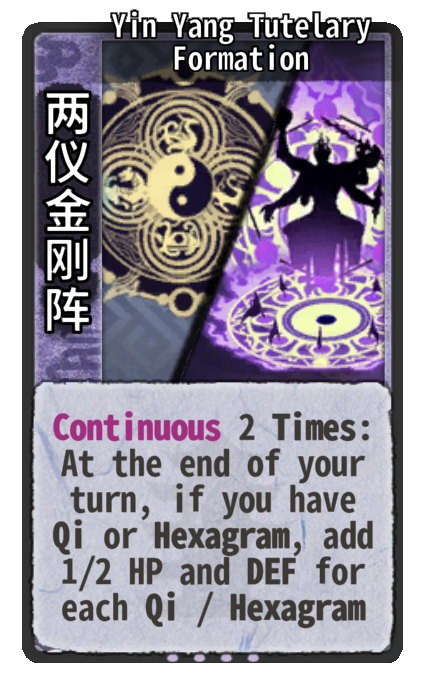 Yin Yang Tutelary
Formation
两仪金刚阵
Continuous 2 Times:
At the end of your
turn, if you have
Qi or Hexagram, add
1/2 HP and DEF for
each Qi / Hexagram